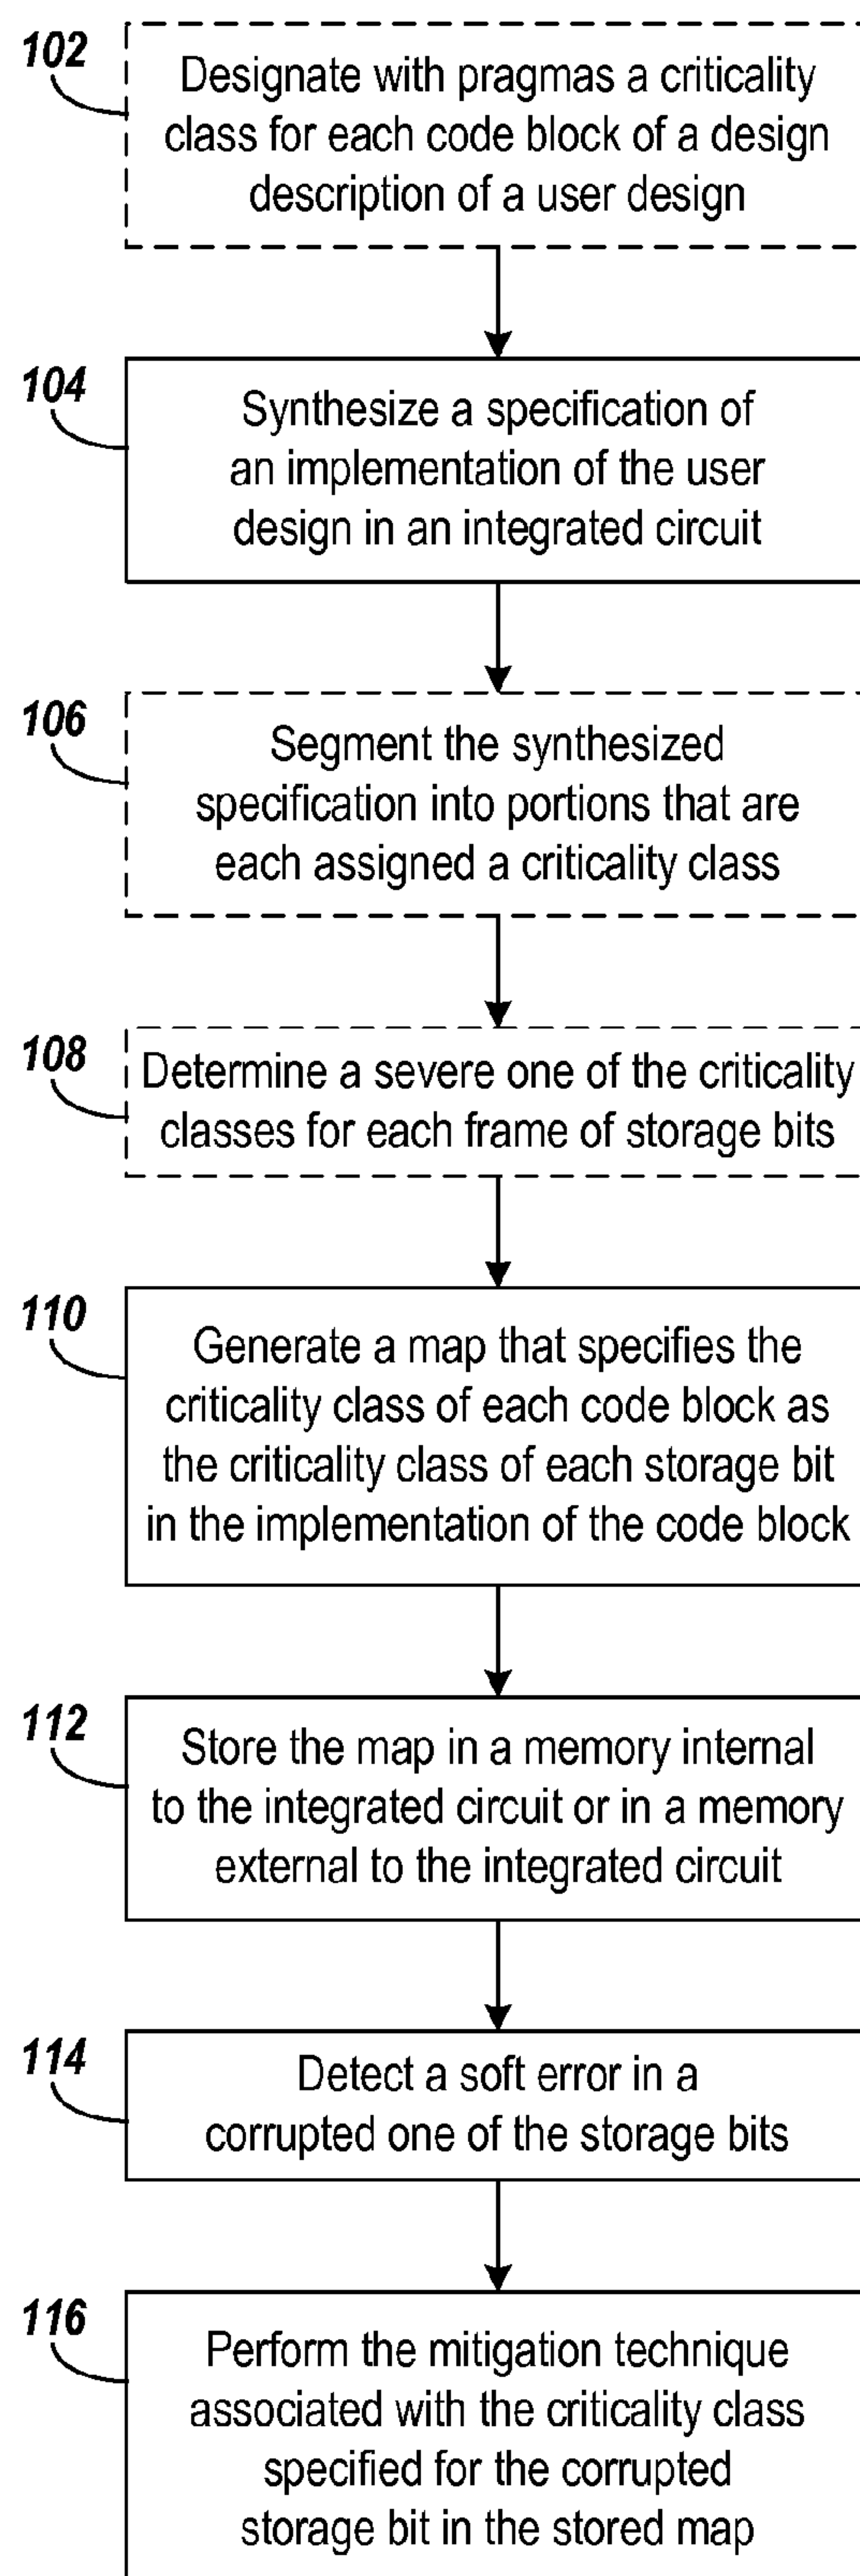 102
Designate with pragmas a criticality
class for each code block of a design
description of a user design
104
Synthesize a specification of
an implementation of the user
design in an integrated circuit
106
Segment the synthesized
specification into portions that are
each assigned a criticality class
108
Determine a severe one of the criticality
classes for each frame of storage bits
110
Generate a map that specifies the
criticality class of each code block as
the criticality class of each storage bit
in the implementation of the code block
112
Store the map in a memory internal
to the integrated circuit or in a memory
external to the integrated circuit
114
Detect a soft error in a
corrupted one of the storage bits
116
Perform the mitigation technique
associated with the criticality class
specified for the corrupted
storage bit in the stored map